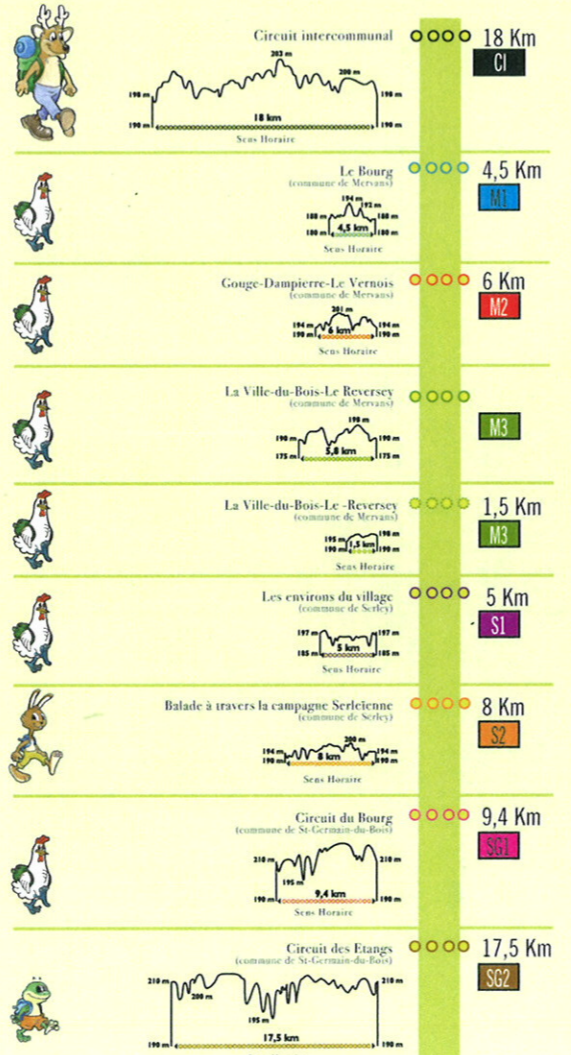 Circuit intercommunal 18 Km
CI
203 m
200 m
190 m 190 m
190 m 190 m
18 km
Sens Horaire
Le Bourg 4,5 Km
(commune de Mervans)
M1
194 m
192 m
188 m 188 m
180 m 4,5 km 180 m
Sens Horaire
Gouge-Dampierre-Le Vernois 6 Km
(commune de Mervans)
M2
201 m
194 m 194 m
190 m 6 km 190 m
Sens Horaire
La Ville-du-Bois-Le Reversey
(commune de Mervans)
M3
198 m
190 m 190 m
175 m 5,8 km 175 m
La Ville-du-Bois-Le -Reversey 1,5 Km
(commune de Mervans)
M3
195 m 198 m
190 m 1,5 km 190 m
Sens Horaire
Les environs du village 5 Km
(commune de Serley)
S1
197 m 197 m
185 m 5 km 185 m
Sens Horaire
Balade à travers la campagne Serleïenne 8 Km
(commune de Serley)
S2
200 m
194 m 194 m
190 m 8 km 190 m
Sens Horaire
Circuit du Bourg 9,4 Km
(commune de St-Germain-du-Bois)
SG1
210 m 210 m
195 m
190 m 9,4 km 190 m
Sens Horaire
Circuit des Etangs 17,5 Km
(commune de St-Germain-du-Bois)
SG2
210 m 210 m
200 m
195 m
190 m 17,5 km 190 m